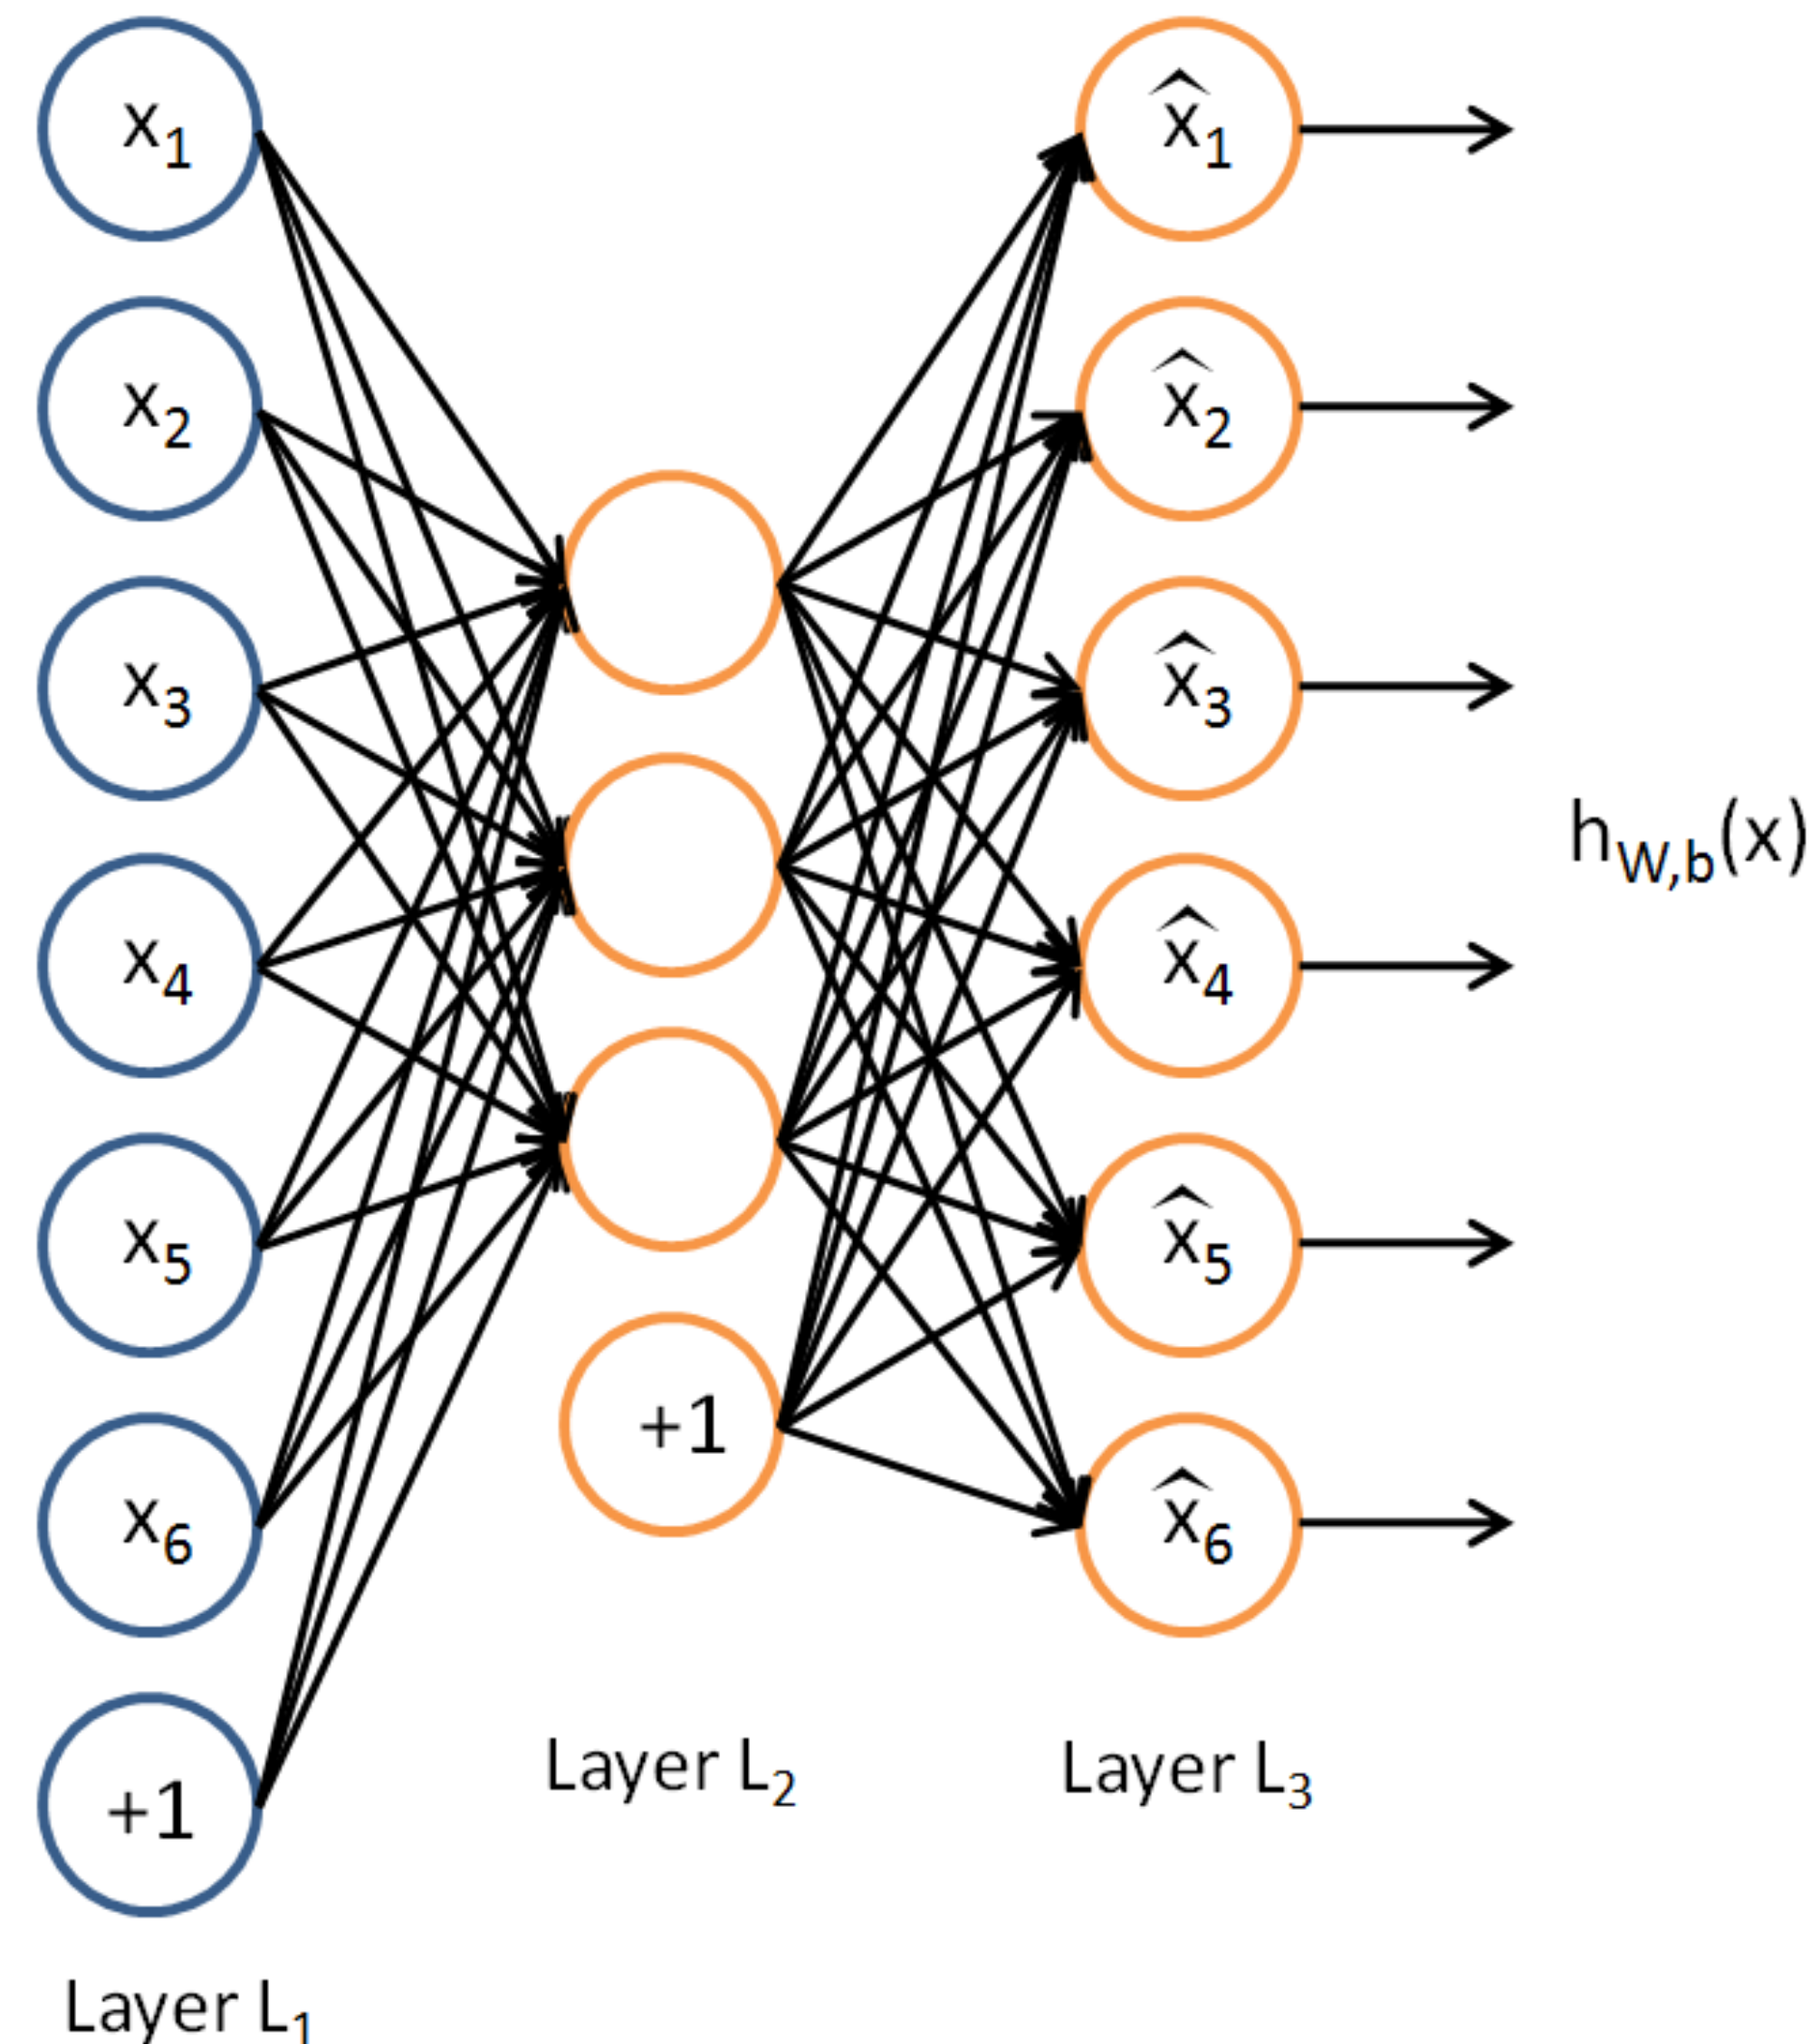 x₁
x₂
x₃
x₄
x₅
x₆
+1
Layer L₁
+1
Layer L₂
x̂₁
x̂₂
x̂₃
x̂₄
x̂₅
x̂₆
Layer L₃
h_W,b(x)